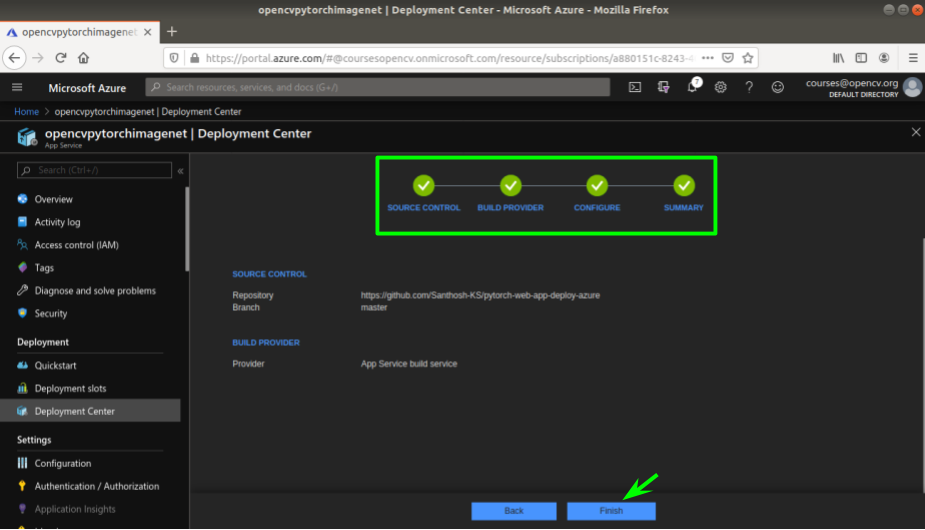 opencvpytorchimagenet | Deployment Center - Microsoft Azure - Mozilla Firefox
opencvpytorchimagenet
https://portal.azure.com/#@coursesopencv.onmicrosoft.com/resource/subscriptions/a880151c-8243-
Microsoft Azure
Search resources, services, and docs (G+/)
7
courses@opencv.org
DEFAULT DIRECTORY
Home > opencvpytorchimagenet | Deployment Center
opencvpytorchimagenet | Deployment Center
App Service
Search (Ctrl+/)
Overview
Activity log
Access control (IAM)
Tags
Diagnose and solve problems
Security
Deployment
Quickstart
Deployment slots
Deployment Center
Settings
Configuration
Authentication / Authorization
Application Insights
SOURCE CONTROL BUILD PROVIDER CONFIGURE SUMMARY
SOURCE CONTROL
Repository https://github.com/Santhosh-KS/pytorch-web-app-deploy-azure
Branch master
BUILD PROVIDER
Provider App Service build service
Back Finish